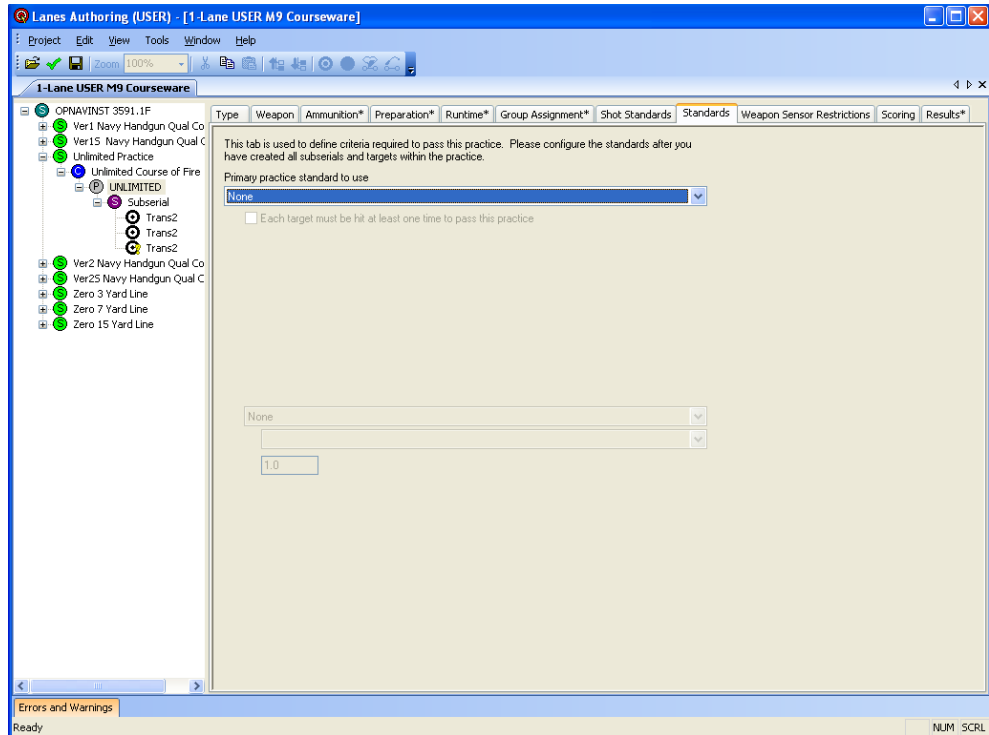 Lanes Authoring (USER) - [1-Lane USER M9 Courseware]
Project Edit View Tools Window Help
Zoom 100%
1-Lane USER M9 Courseware
OPNAVINST 3591.1F
Ver1 Navy Handgun Qual Co
Ver1S Navy Handgun Qual C
Unlimited Practice
Unlimited Course of Fire
UNLIMITED
Subserial
Trans2
Trans2
Trans2
Ver2 Navy Handgun Qual Co
Ver2S Navy Handgun Qual C
Zero 3 Yard Line
Zero 7 Yard Line
Zero 15 Yard Line
Type Weapon Ammunition* Preparation* Runtime* Group Assignment* Shot Standards Standards Weapon Sensor Restrictions Scoring Results*
This tab is used to define criteria required to pass this practice. Please configure the standards after you
have created all subserials and targets within the practice.
Primary practice standard to use
None
Each target must be hit at least one time to pass this practice
None
1.0
Errors and Warnings
Ready NUM SCRL